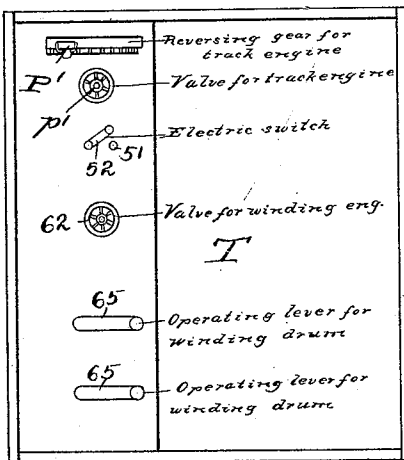 Reversing gear for
track engine
P'
Valve for track engine
p'
Electric switch
51
52
62
Valve for winding eng.
T
65
Operating lever for
winding drum
65
Operating lever for
winding drum